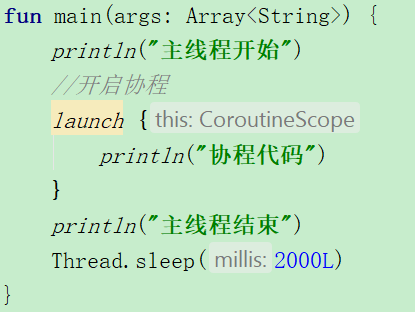 fun main(args: Array<String>) {
    println("主线程开始")
    //开启协程
    launch { this: CoroutineScope
        println("协程代码")
    }
    println("主线程结束")
    Thread.sleep( millis: 2000L)
}